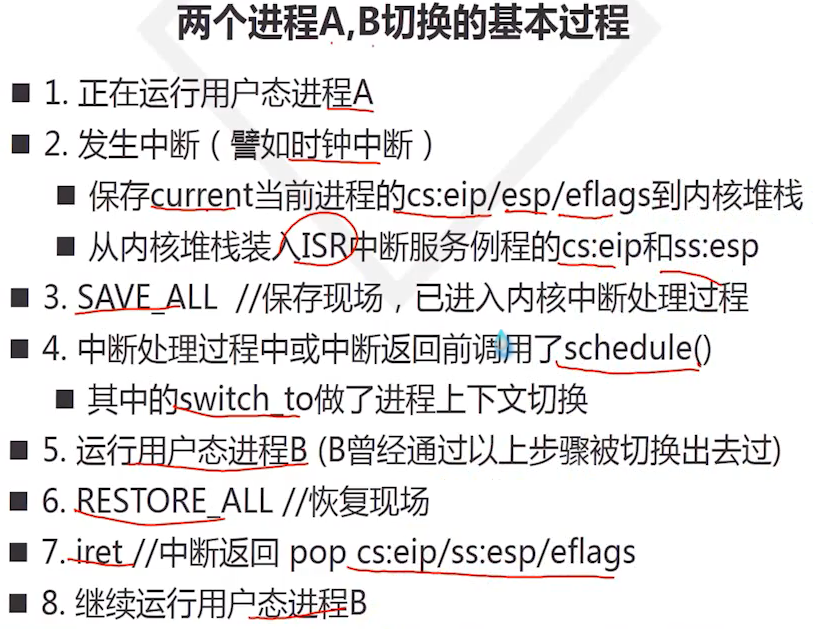 两个进程A,B切换的基本过程
■ 1. 正在运行用户态进程A
■ 2. 发生中断（譬如时钟中断）
■ 保存current当前进程的cs:eip/esp/eflags到内核堆栈
■ 从内核堆栈装入ISR中断服务例程的cs:eip和ss:esp
■ 3. SAVE_ALL //保存现场，已进入内核中断处理过程
■ 4. 中断处理过程中或中断返回前调用了schedule()
■ 其中的switch_to做了进程上下文切换
■ 5. 运行用户态进程B (B曾经通过以上步骤被切换出去过)
■ 6. RESTORE_ALL //恢复现场
■ 7. iret //中断返回 pop cs:eip/ss:esp/eflags
■ 8. 继续运行用户态进程B